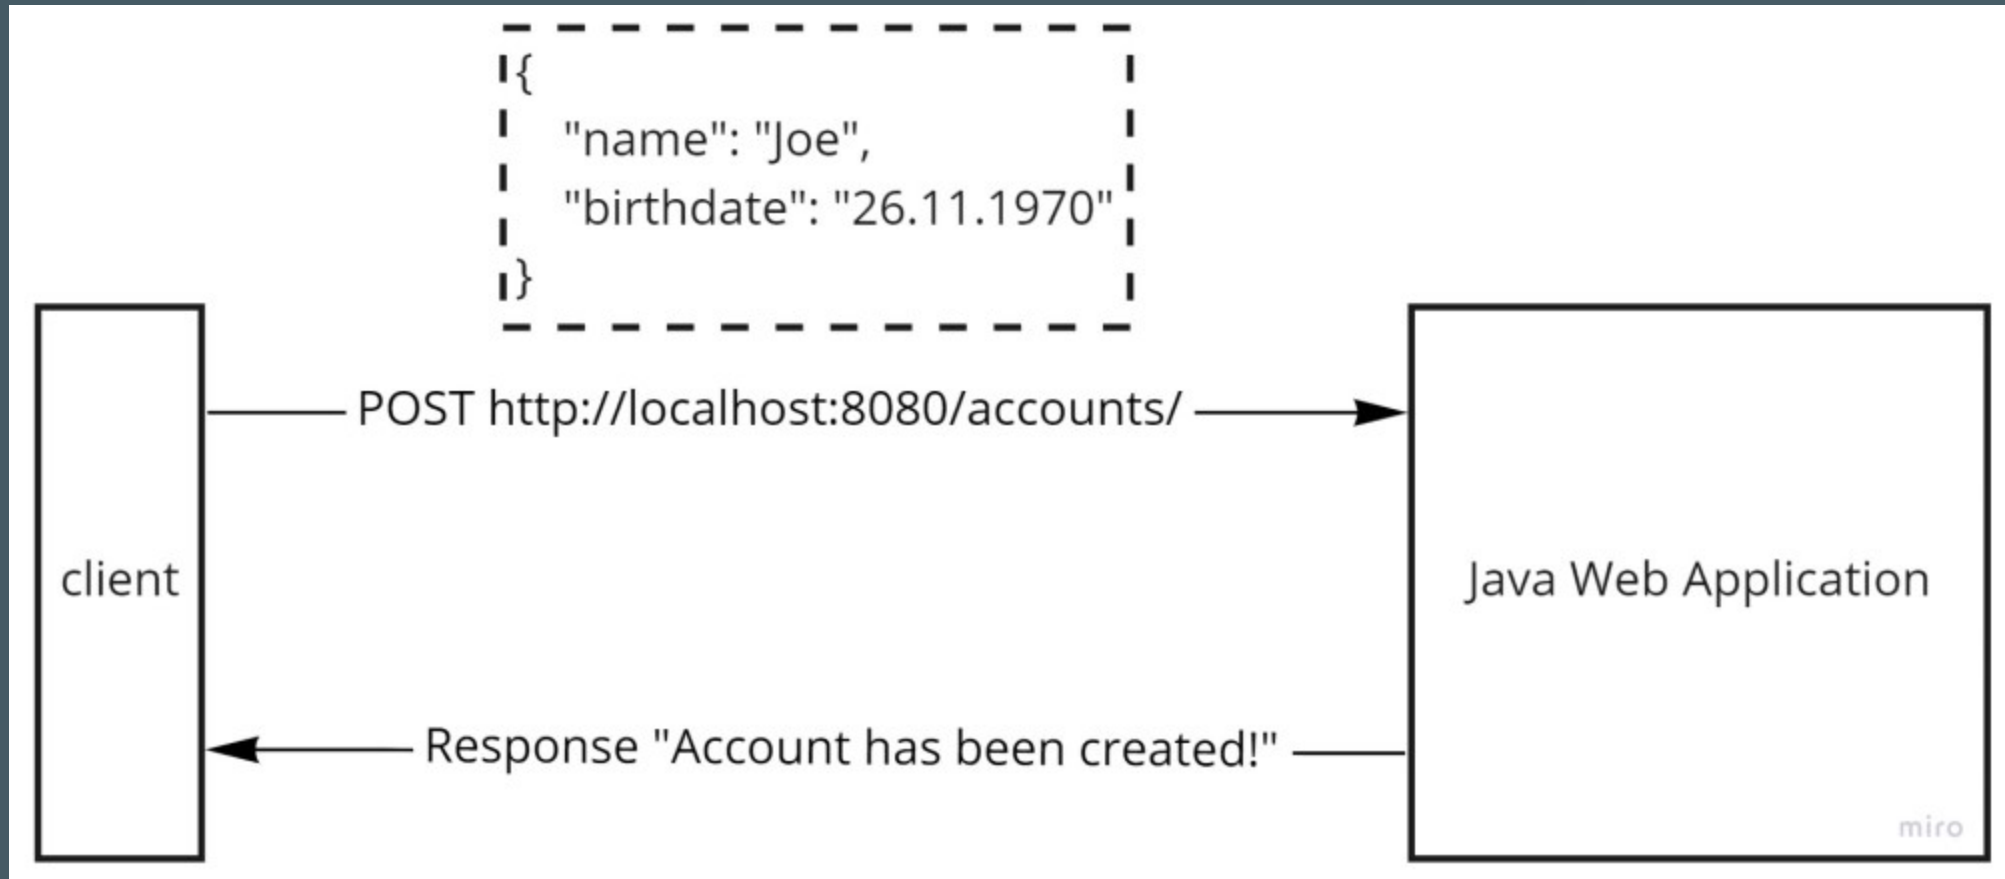 {
"name": "Joe",
"birthdate": "26.11.1970"
}
POST http://localhost:8080/accounts/
client
Java Web Application
Response "Account has been created!"
miro